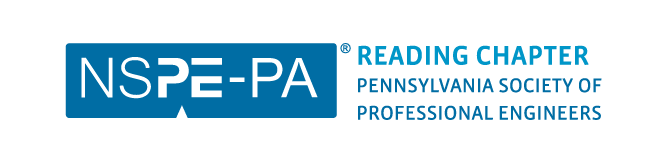 NSPE-PA®
READING CHAPTER
PENNSYLVANIA SOCIETY OF
PROFESSIONAL ENGINEERS